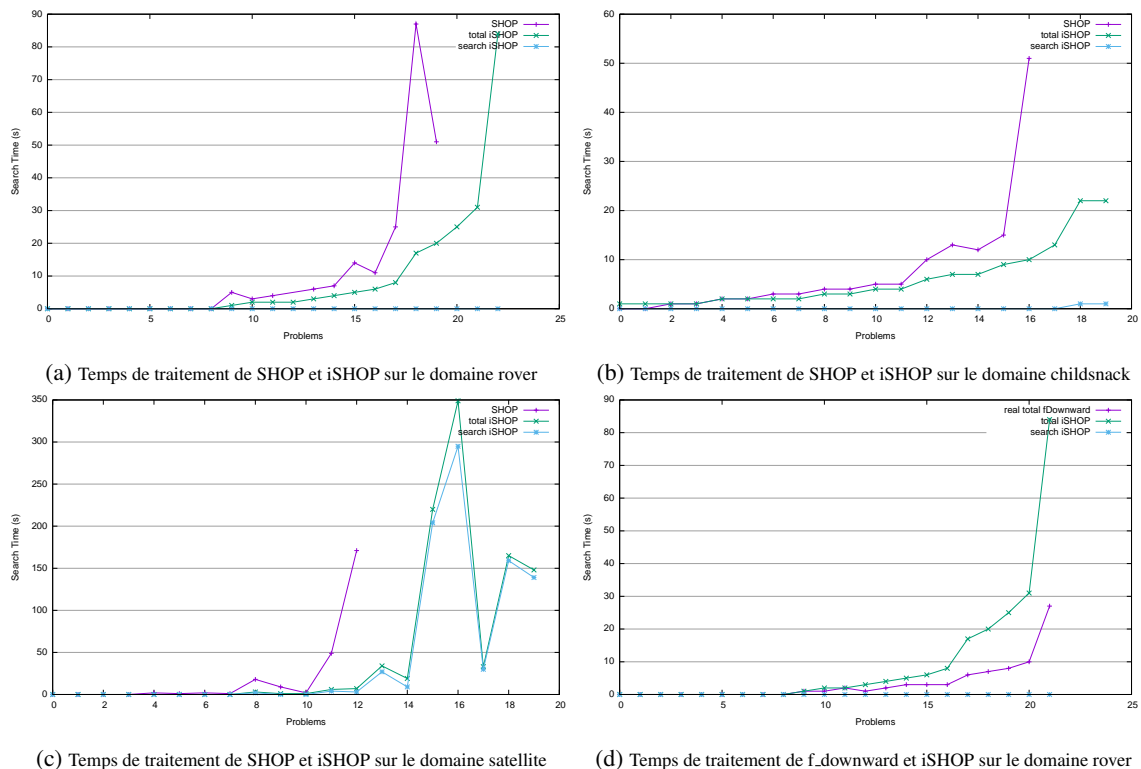 90
80
70
60
50
40
30
20
10
0
Search Time (s)
0 5 10 15 20 25
Problems
SHOP
total iSHOP
search iSHOP
(a) Temps de traitement de SHOP et iSHOP sur le domaine rover
60
50
40
30
20
10
0
Search Time (s)
0 2 4 6 8 10 12 14 16 18 20
Problems
SHOP
total iSHOP
search iSHOP
(b) Temps de traitement de SHOP et iSHOP sur le domaine childsnack
350
300
250
200
150
100
50
0
Search Time (s)
0 2 4 6 8 10 12 14 16 18 20
Problems
SHOP
total iSHOP
search iSHOP
(c) Temps de traitement de SHOP et iSHOP sur le domaine satellite
90
80
70
60
50
40
30
20
10
0
Search Time (s)
0 5 10 15 20 25
Problems
real total fDownward
total iSHOP
search iSHOP
(d) Temps de traitement de f_downward et iSHOP sur le domaine rover